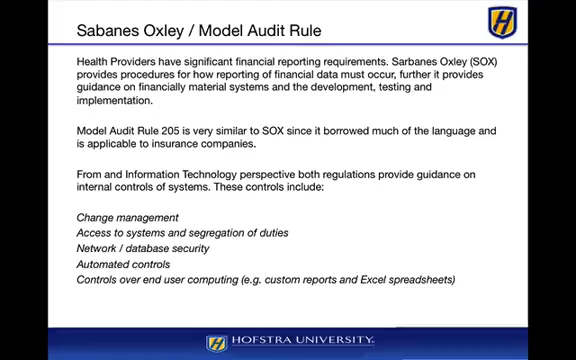 Sabanes Oxley / Model Audit Rule
H
Health Providers have significant financial reporting requirements. Sarbanes Oxley (SOX)
provides procedures for how reporting of financial data must occur, further it provides
guidance on financially material systems and the development, testing and
implementation.
Model Audit Rule 205 is very similar to SOX since it borrowed much of the language and
is applicable to insurance companies.
From and Information Technology perspective both regulations provide guidance on
internal controls of systems. These controls include:
Change management
Access to systems and segregation of duties
Network / database security
Automated controls
Controls over end user computing (e.g. custom reports and Excel spreadsheets)
H HOFSTRA UNIVERSITY